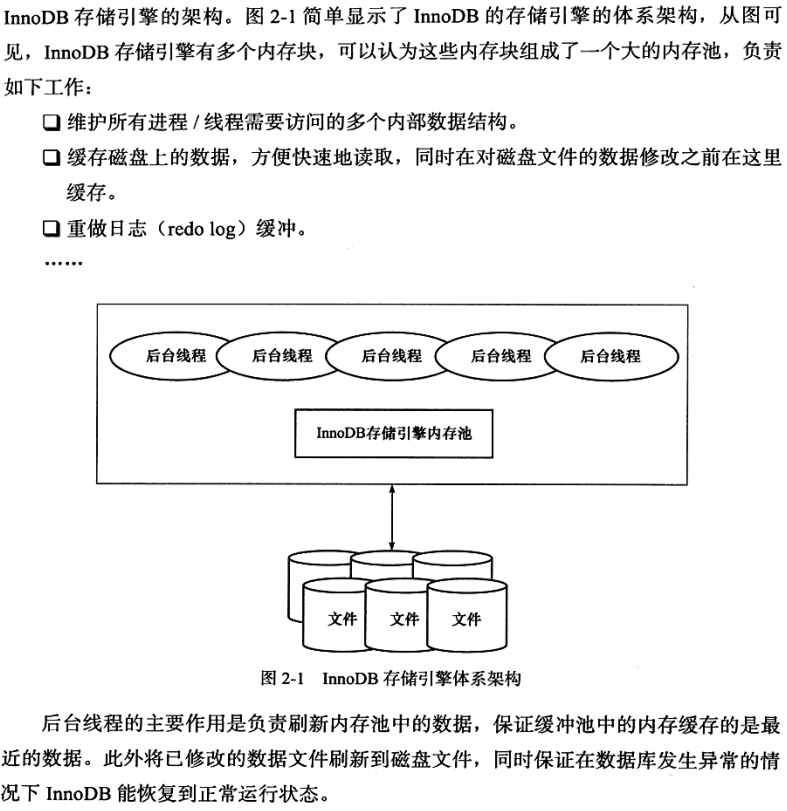 InnoDB 存储引擎的架构。图 2-1 简单显示了 InnoDB 的存储引擎的体系架构，从图可
见，InnoDB 存储引擎有多个内存块，可以认为这些内存块组成了一个大的内存池，负责
如下工作：
❑ 维护所有进程 / 线程需要访问的多个内部数据结构。
❑ 缓存磁盘上的数据，方便快速地读取，同时在对磁盘文件的数据修改之前在这里
缓存。
❑ 重做日志（redo log）缓冲。
……
后台线程 后台线程 后台线程 后台线程 后台线程
InnoDB存储引擎内存池
文件 文件 文件
图 2-1 InnoDB 存储引擎体系架构
后台线程的主要作用是负责刷新内存池中的数据，保证缓冲池中的内存缓存的是最
近的数据。此外将已修改的数据文件刷新到磁盘文件，同时保证在数据库发生异常的情
况下 InnoDB 能恢复到正常运行状态。